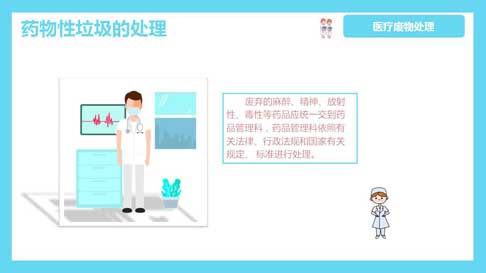 药物性垃圾的处理
医疗废物处理
废弃的麻醉、精神、放射
性、毒性等药品应统一交到药
品管理科，药品管理科依照有
关法律、行政法规和国家有关
规定、 标准进行处理。